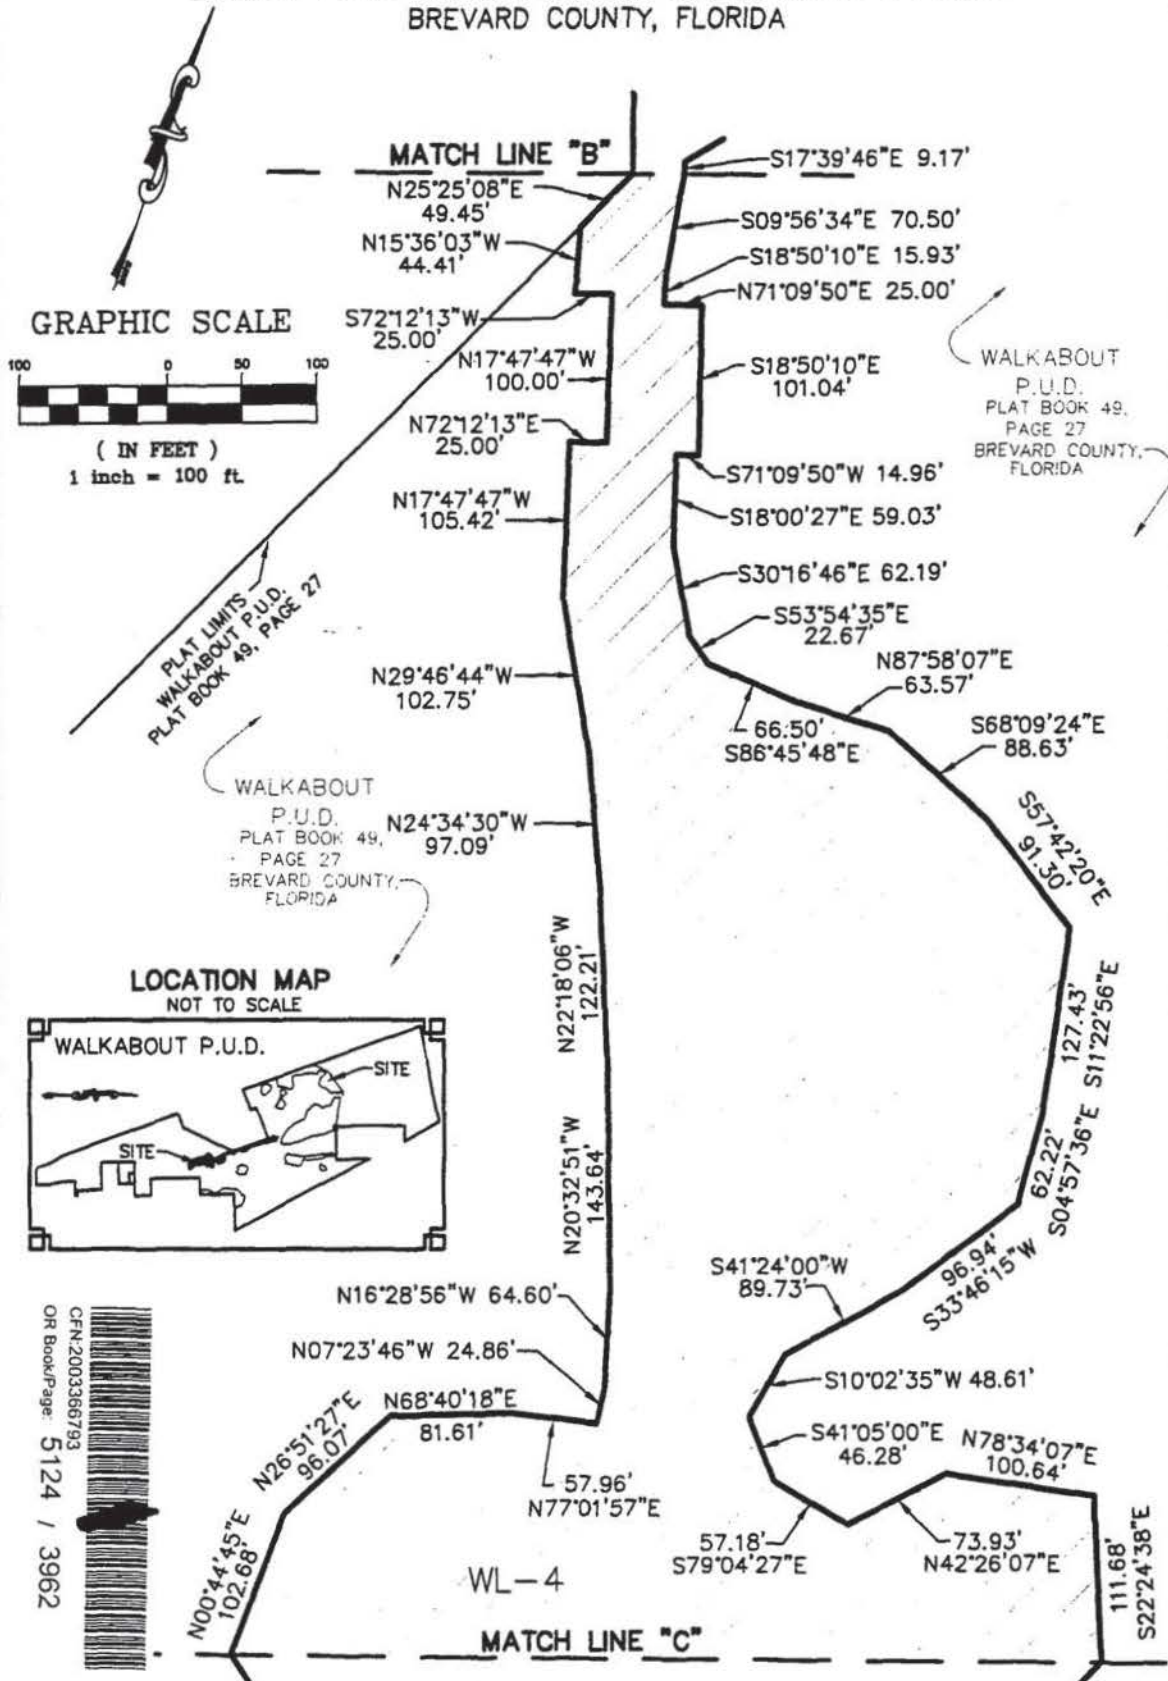 BREVARD COUNTY, FLORIDA
MATCH LINE "B"
S17°39'46"E 9.17'
N25°25'08"E
49.45'
S09°56'34"E 70.50'
N15°36'03"W
44.41'
S18°50'10"E 15.93'
N71°09'50"E 25.00'
GRAPHIC SCALE
100 0 50 100
( IN FEET )
1 inch = 100 ft.
S72°12'13"W
25.00'
N17°47'47"W
100.00'
S18°50'10"E
101.04'
WALKABOUT
P.U.D.
PLAT BOOK 49,
PAGE 27
BREVARD COUNTY,
FLORIDA
N72°12'13"E
25.00'
S71°09'50"W 14.96'
N17°47'47"W
105.42'
S18°00'27"E 59.03'
S30°16'46"E 62.19'
S53°54'35"E
22.67'
PLAT LIMITS
WALKABOUT P.U.D.
PLAT BOOK 49, PAGE 27
N29°46'44"W
102.75'
N87°58'07"E
63.57'
66.50'
S86°45'48"E
S68°09'24"E
88.63'
WALKABOUT
P.U.D.
PLAT BOOK 49,
PAGE 27
BREVARD COUNTY,
FLORIDA
N24°34'30"W
97.09'
S57°42'20"E
91.30'
N22°18'06"W
122.21'
127.43'
S11°22'56"E
LOCATION MAP
NOT TO SCALE
WALKABOUT P.U.D.
SITE
SITE
N20°32'51"W
143.64'
62.22'
S04°57'36"E
96.94'
S33°46'15"W
S41°24'00"W
89.73'
N16°28'56"W 64.60'
N07°23'46"W 24.86'
S10°02'35"W 48.61'
N68°40'18"E
81.61'
N26°51'27"E
96.07'
S41°05'00"E
46.28'
N78°34'07"E
100.64'
57.96'
N77°01'57"E
57.18'
S79°04'27"E
73.93'
N42°26'07"E
N00°44'45"E
102.68'
111.68'
S22°24'38"E
WL-4
MATCH LINE "C"
CFN:2003366793
OR Book/Page: 5124 / 3962